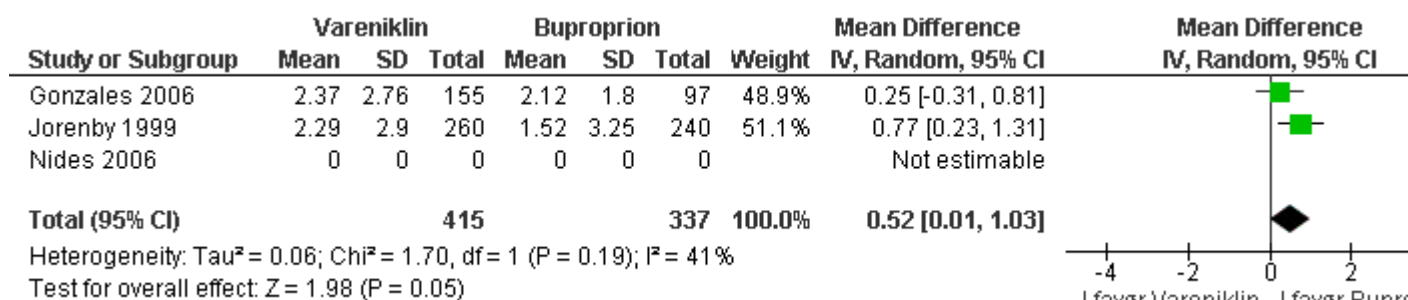 Vareniklin Buproprion Mean Difference Mean Difference
Study or Subgroup Mean SD Total Mean SD Total Weight IV, Random, 95% CI IV, Random, 95% CI
Gonzales 2006 2.37 2.76 155 2.12 1.8 97 48.9% 0.25 [-0.31, 0.81]
Jorenby 1999 2.29 2.9 260 1.52 3.25 240 51.1% 0.77 [0.23, 1.31]
Nides 2006 0 0 0 0 0 0 Not estimable
Total (95% CI) 415 337 100.0% 0.52 [0.01, 1.03]
Heterogeneity: Tau² = 0.06; Chi² = 1.70, df = 1 (P = 0.19); I² = 41%
-4 -2 0 2
Test for overall effect: Z = 1.98 (P = 0.05)